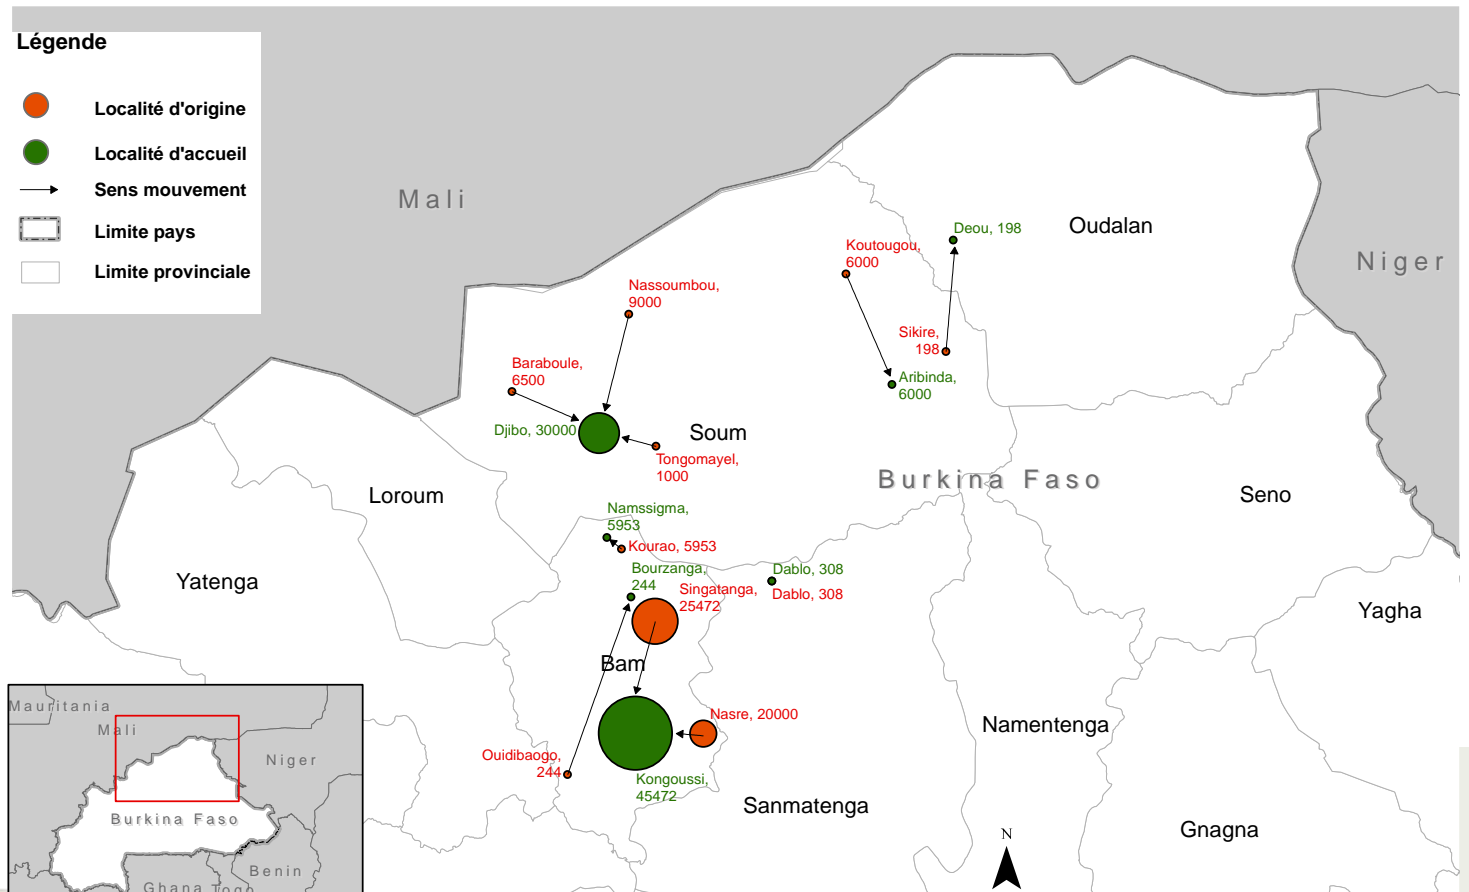 Légende
Localité d'origine
Localité d'accueil
Sens mouvement
Limite pays
Limite provinciale
Mali
Niger
Oudalan
Deou, 198
Koutougou,
6000
Nassoumbou,
9000
Sikire,
198
Baraboule,
6500
Aribinda,
6000
Djibo, 30000
Soum
Tongomayel,
1000
Burkina Faso
Loroum
Seno
Namssigma,
5953
Kourao, 5953
Bourzanga,
244
Dablo, 308
Dablo, 308
Singatanga,
25472
Yatenga
Yagha
Bam
Nasre, 20000
Namentenga
Ouidibaogo,
244
Kongoussi,
45472
Sanmatenga
Gnagna
N
Mauritania
Mali
Niger
Burkina Faso
Benin
Ghana
Togo